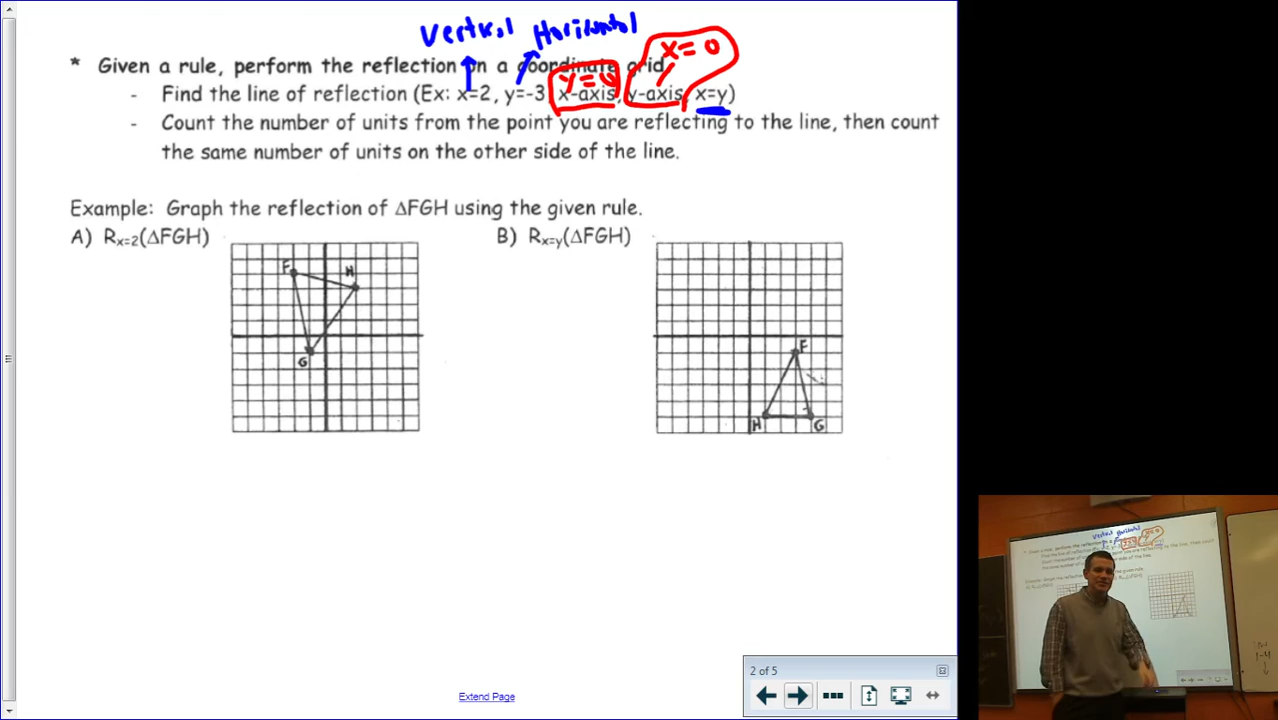 Vertical Horizontal
x=0
* Given a rule, perform the reflection on a coordinate grid
y=0
- Find the line of reflection (Ex: x=2, y=-3, x-axis, y-axis, x=y)
- Count the number of units from the point you are reflecting to the line, then count
the same number of units on the other side of the line.
Example: Graph the reflection of ΔFGH using the given rule.
A) Rx=2(ΔFGH)
B) Rx=y(ΔFGH)
F
H
G
F
H
G
2 of 5
Extend Page